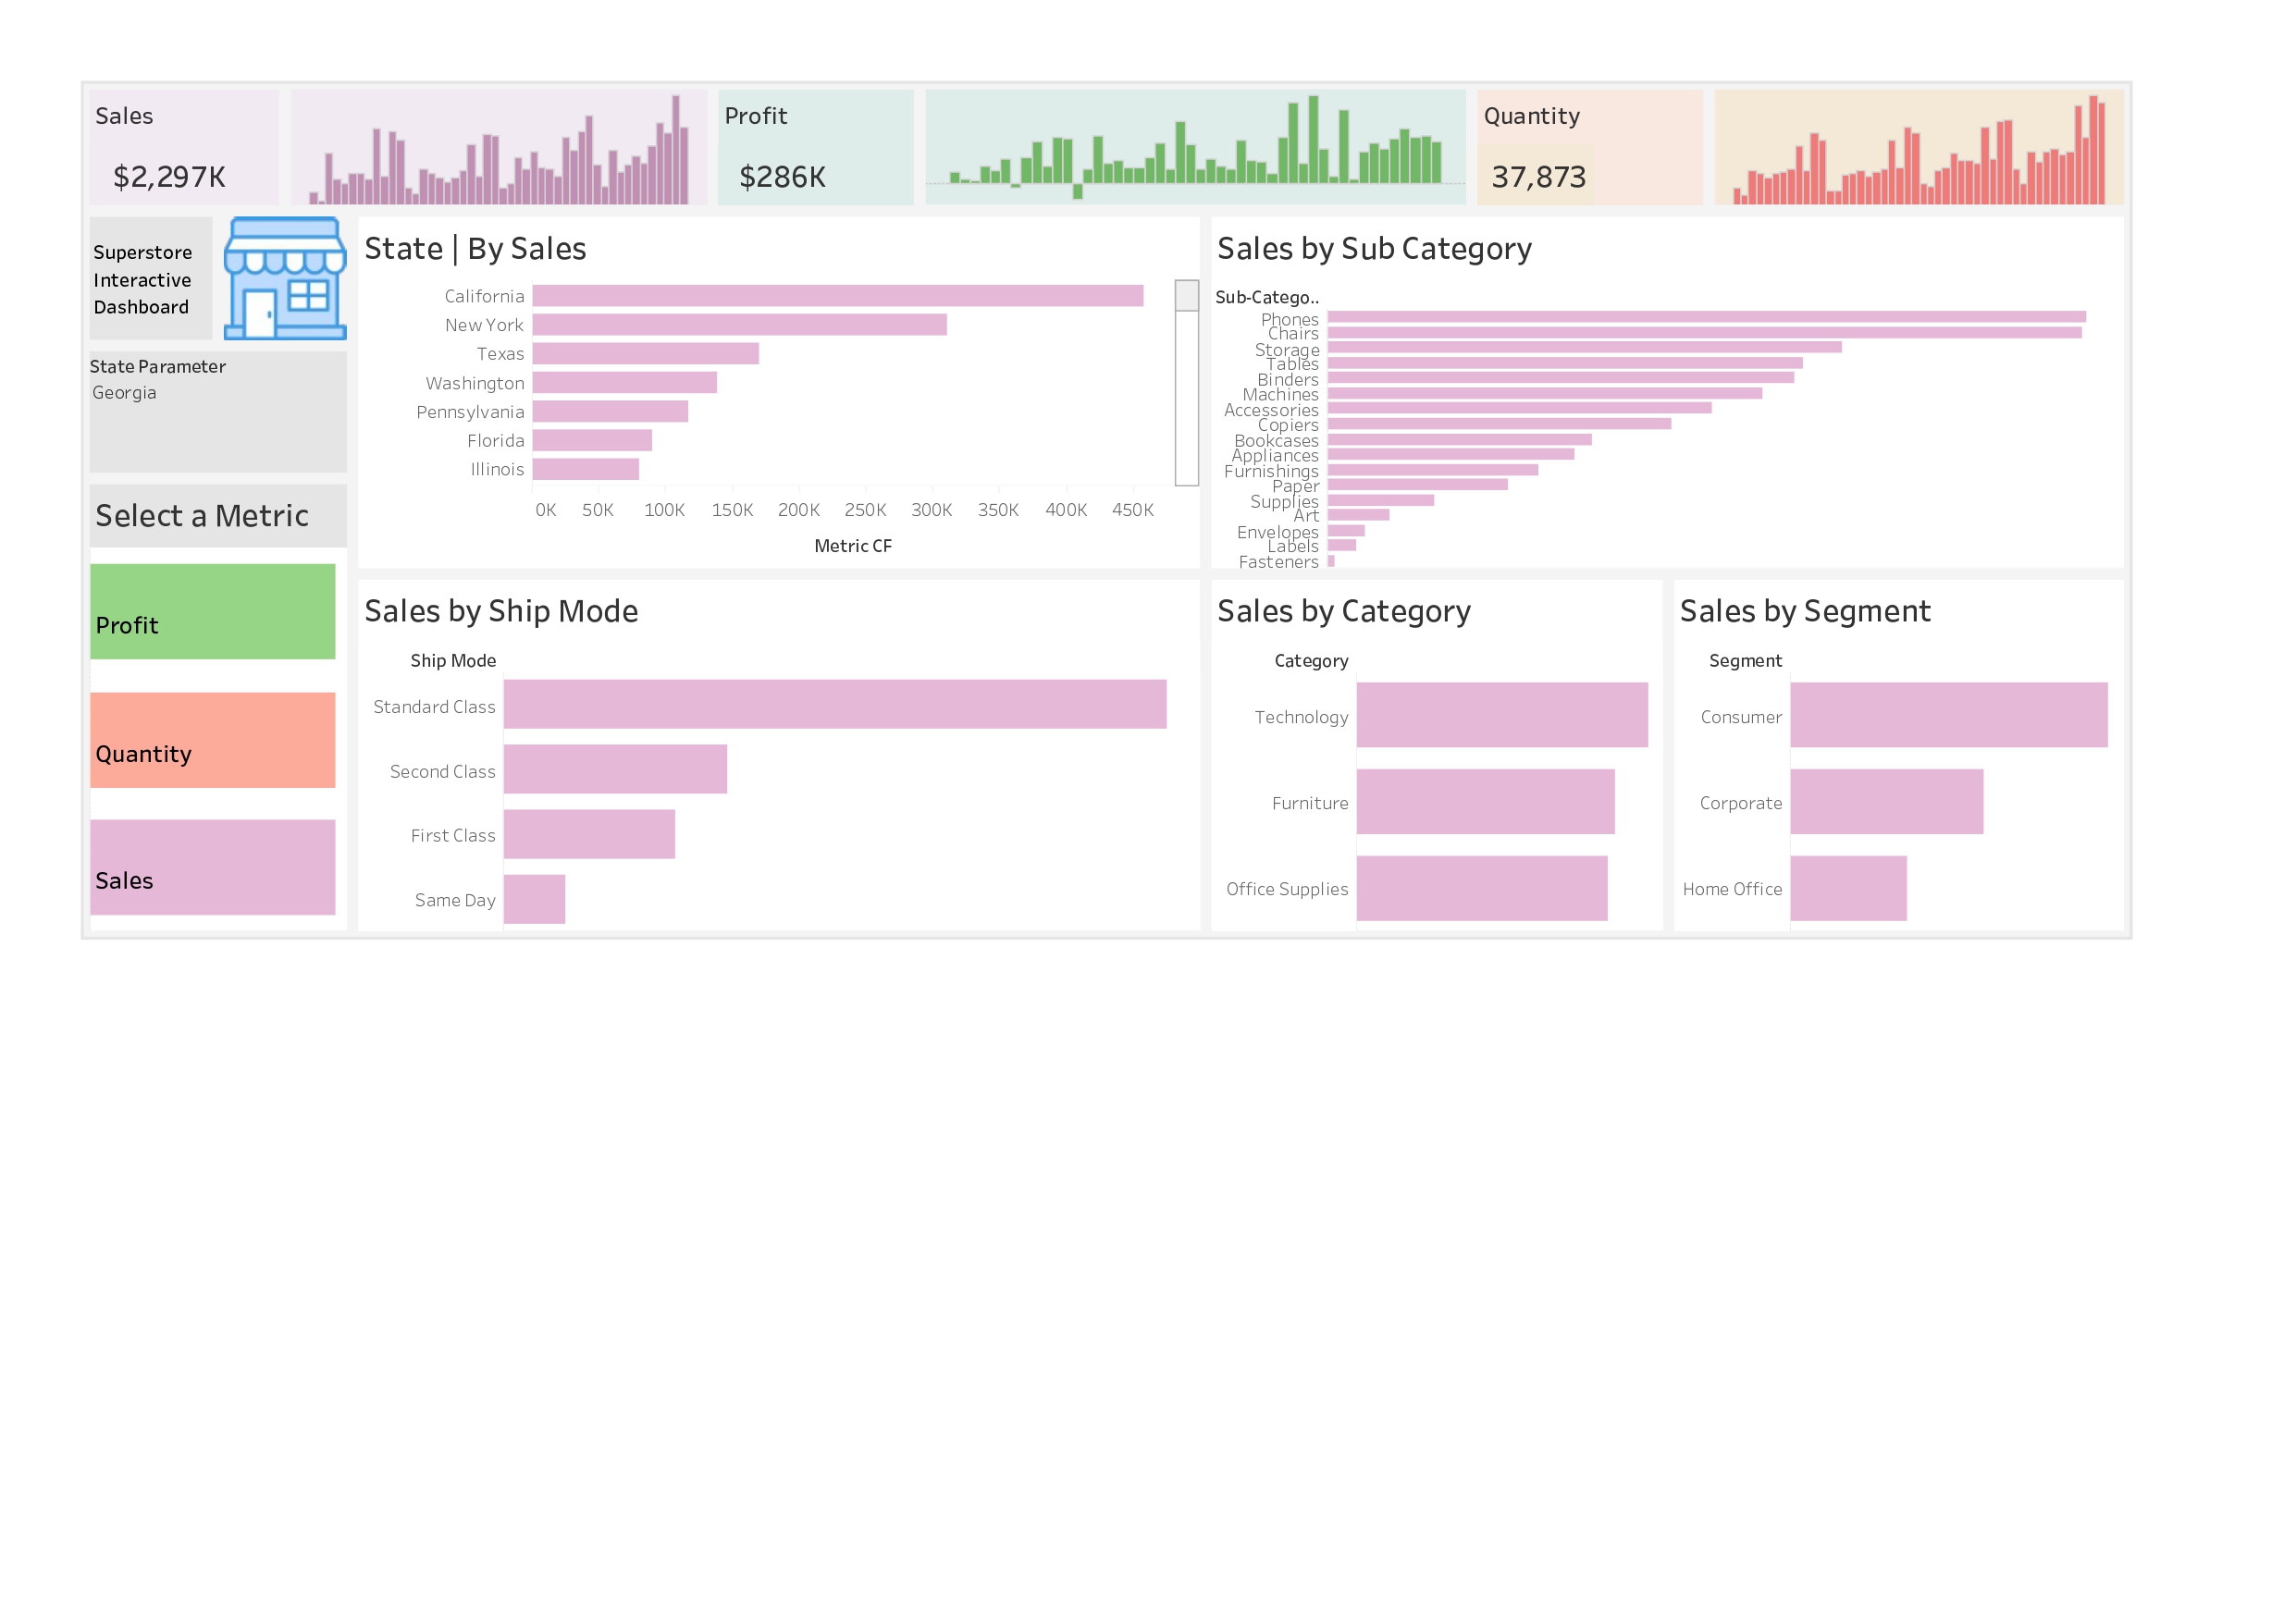 Sales
$2,297K
Profit
$286K
Quantity
37,873
Superstore
Interactive
Dashboard
State Parameter
Georgia
Select a Metric
Profit
Quantity
Sales
State | By Sales
California
New York
Texas
Washington
Pennsylvania
Florida
Illinois
0K 50K 100K 150K 200K 250K 300K 350K 400K 450K
Metric CF
Sales by Sub Category
Sub-Catego..
Phones
Chairs
Storage
Tables
Binders
Machines
Accessories
Copiers
Bookcases
Appliances
Furnishings
Paper
Supplies
Art
Envelopes
Labels
Fasteners
Sales by Ship Mode
Ship Mode
Standard Class
Second Class
First Class
Same Day
Sales by Category
Category
Technology
Furniture
Office Supplies
Sales by Segment
Segment
Consumer
Corporate
Home Office